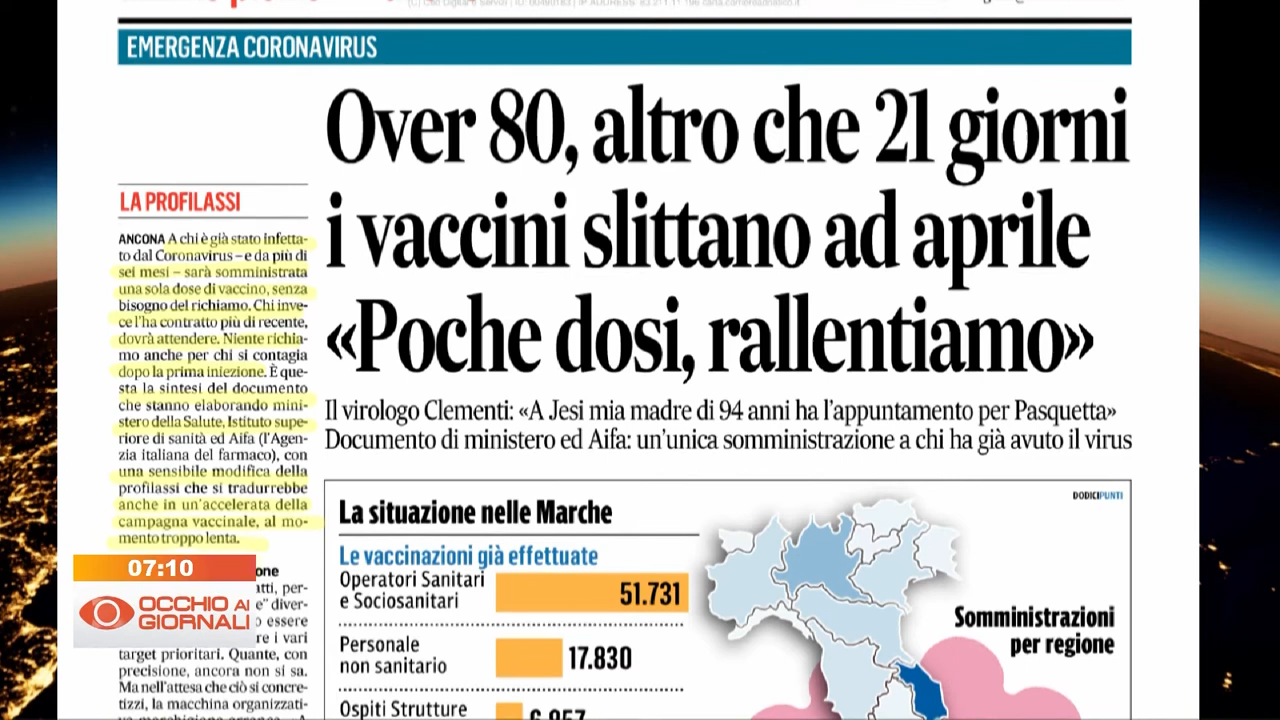 EMERGENZA CORONAVIRUS
Over 80, altro che 21 giorni
i vaccini slittano ad aprile
«Poche dosi, rallentiamo»
Il virologo Clementi: «A Jesi mia madre di 94 anni ha l'appuntamento per Pasquetta»
Documento di ministero ed Aifa: un'unica somministrazione a chi ha già avuto il virus
LA PROFILASSI
ANCONA A chi è già stato infetta-
to dal Coronavirus – e da più di
sei mesi – sarà somministrata
una sola dose di vaccino, senza
bisogno del richiamo. Chi inve-
ce l'ha contratto più di recente,
dovrà attendere. Niente richia-
mo anche per chi si contagia
dopo la prima iniezione. È que-
sta la sintesi del documento
che stanno elaborando mini-
stero della Salute, Istituto supe-
riore di sanità ed Aifa (l'Agen-
zia italiana del farmaco), con
una sensibile modifica della
profilassi che si tradurrebbe
anche in un'accelerata della
campagna vaccinale, al mo-
mento troppo lenta.
one
atti, per-
e" diver-
o essere
re i vari
target prioritari. Quante, con
precisione, ancora non si sa.
Ma nell'attesa che ciò si concre-
tizzi, la macchina organizzati-
07:10
OCCHIO AI
GIORNALI
DODICIPUNTI
La situazione nelle Marche
Le vaccinazioni già effettuate
Operatori Sanitari
e Sociosanitari
51.731
Personale
non sanitario
17.830
Ospiti Strutture
6.957
Somministrazioni
per regione